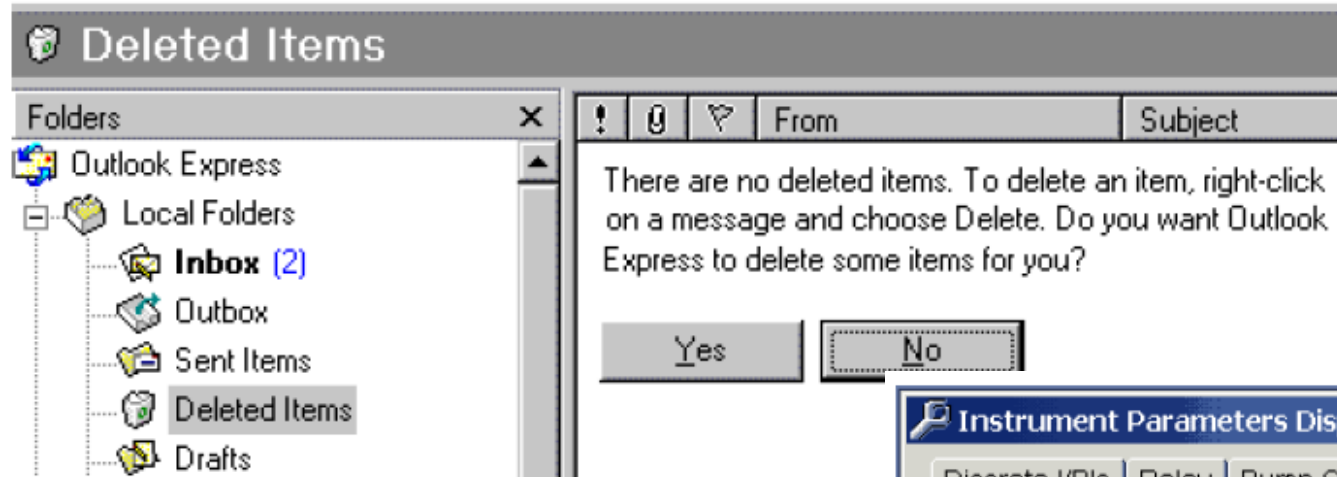 Deleted Items
Folders
Outlook Express
Local Folders
Inbox (2)
Outbox
Sent Items
Deleted Items
Drafts
From Subject
There are no deleted items. To delete an item, right-click
on a message and choose Delete. Do you want Outlook
Express to delete some items for you?
Yes No
Instrument Parameters Dis